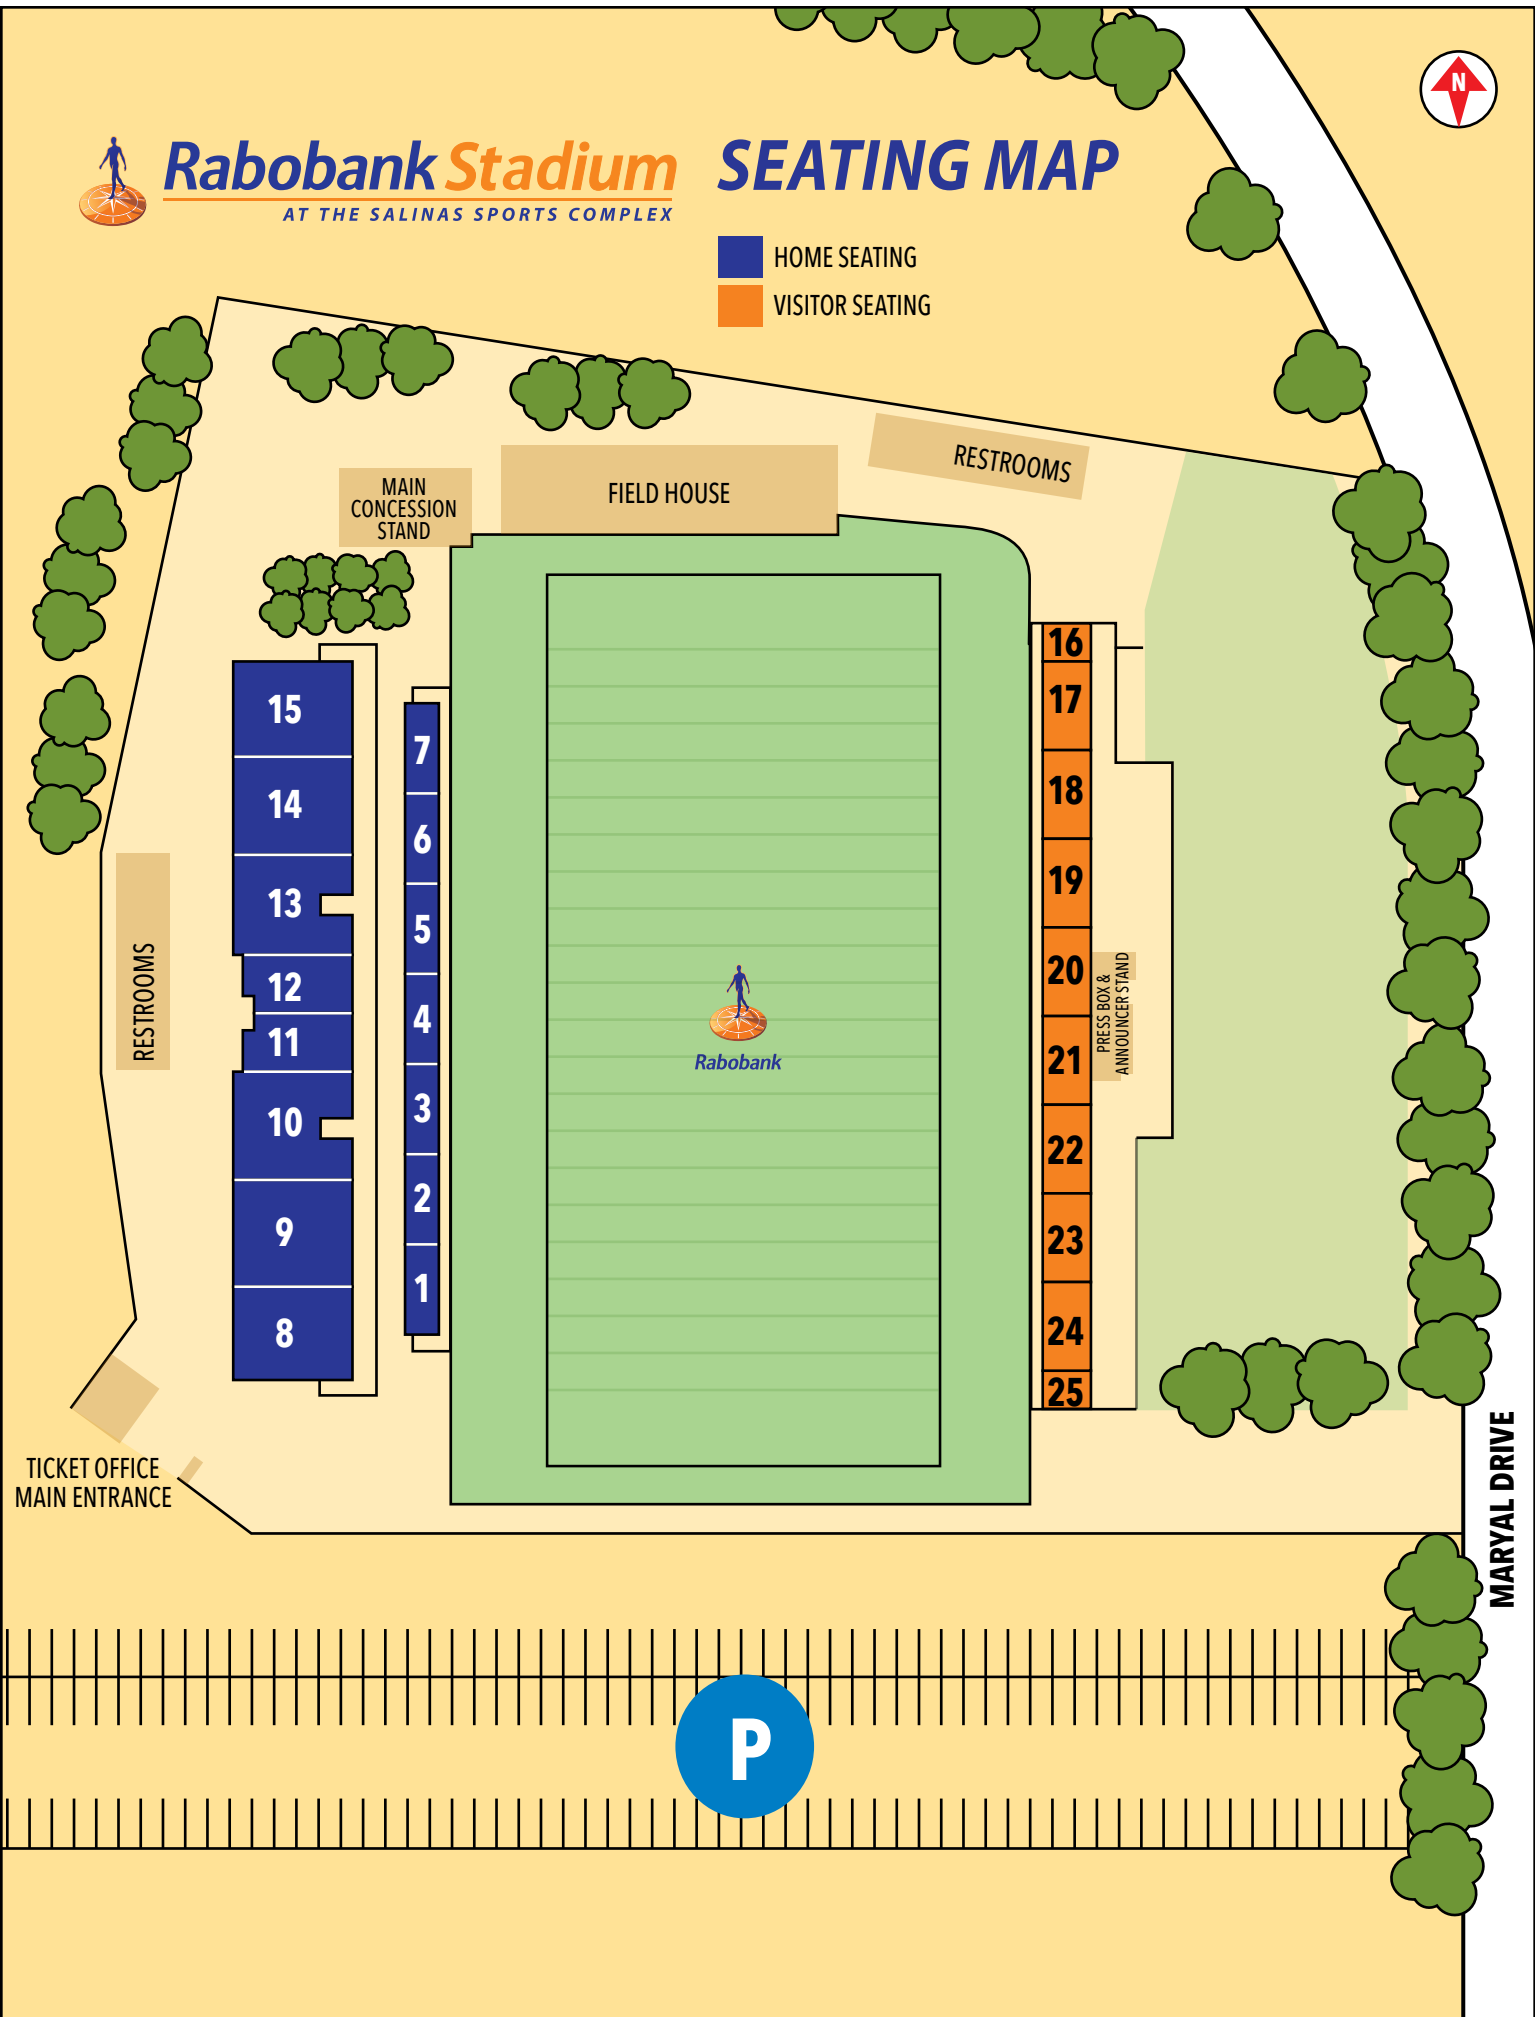 N
Rabobank Stadium
AT THE SALINAS SPORTS COMPLEX
SEATING MAP
HOME SEATING
VISITOR SEATING
RESTROOMS
MAIN
CONCESSION
STAND
FIELD HOUSE
15
14
13
12
11
10
9
8
7
6
5
4
3
2
1
16
17
18
19
20
21
22
23
24
25
RESTROOMS
Rabobank
PRESS BOX &
ANNOUNCER STAND
TICKET OFFICE
MAIN ENTRANCE
MARYAL DRIVE
P